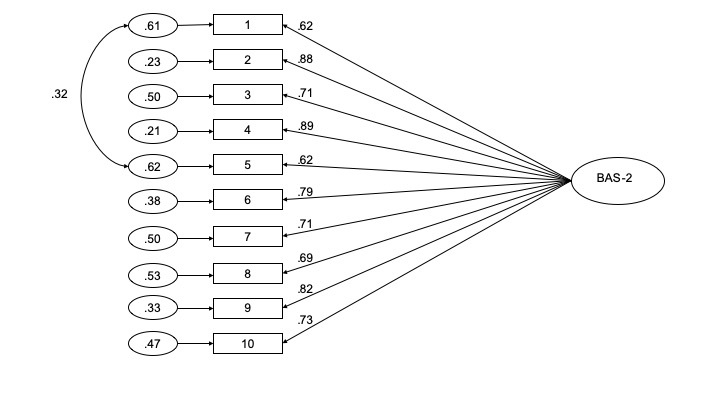 .61 1 .62
.23 2 .88
.50 3 .71
.32
.21 4 .89
.62 5 .62
BAS-2
.38 6 .79
.50 7 .71
.53 8 .69
.33 9 .82
.47 10 .73